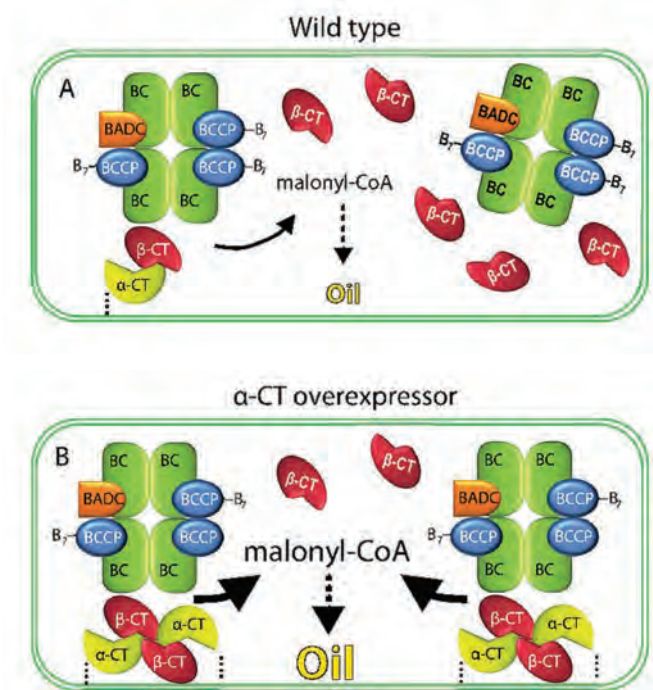 Wild type
A
BC BC
BADC BCCP-B₇
B₇-BCCP BCCP-B₇
BC BC
β-CT
α-CT
β-CT
β-CT
malonyl-CoA
Oil
BC BC
BADC BCCP-B₇
B₇-BCCP BCCP-B₇
BC BC
β-CT
β-CT
β-CT
α-CT overexpressor
B
BC BC
BADC BCCP-B₇
B₇-BCCP BCCP
BC BC
β-CT α-CT
α-CT β-CT
β-CT
β-CT
malonyl-CoA
Oil
BC BC
BADC BCCP-B₇
B₇-BCCP BCCP
BC BC
β-CT α-CT
α-CT β-CT